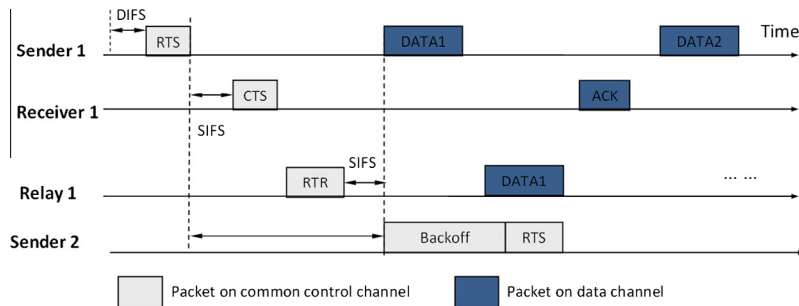 DIFS
Sender 1
RTS
DATA1
DATA2
Time
Receiver 1
CTS
ACK
SIFS
SIFS
Relay 1
RTR
DATA1
... ...
Sender 2
Backoff
RTS
Packet on common control channel
Packet on data channel